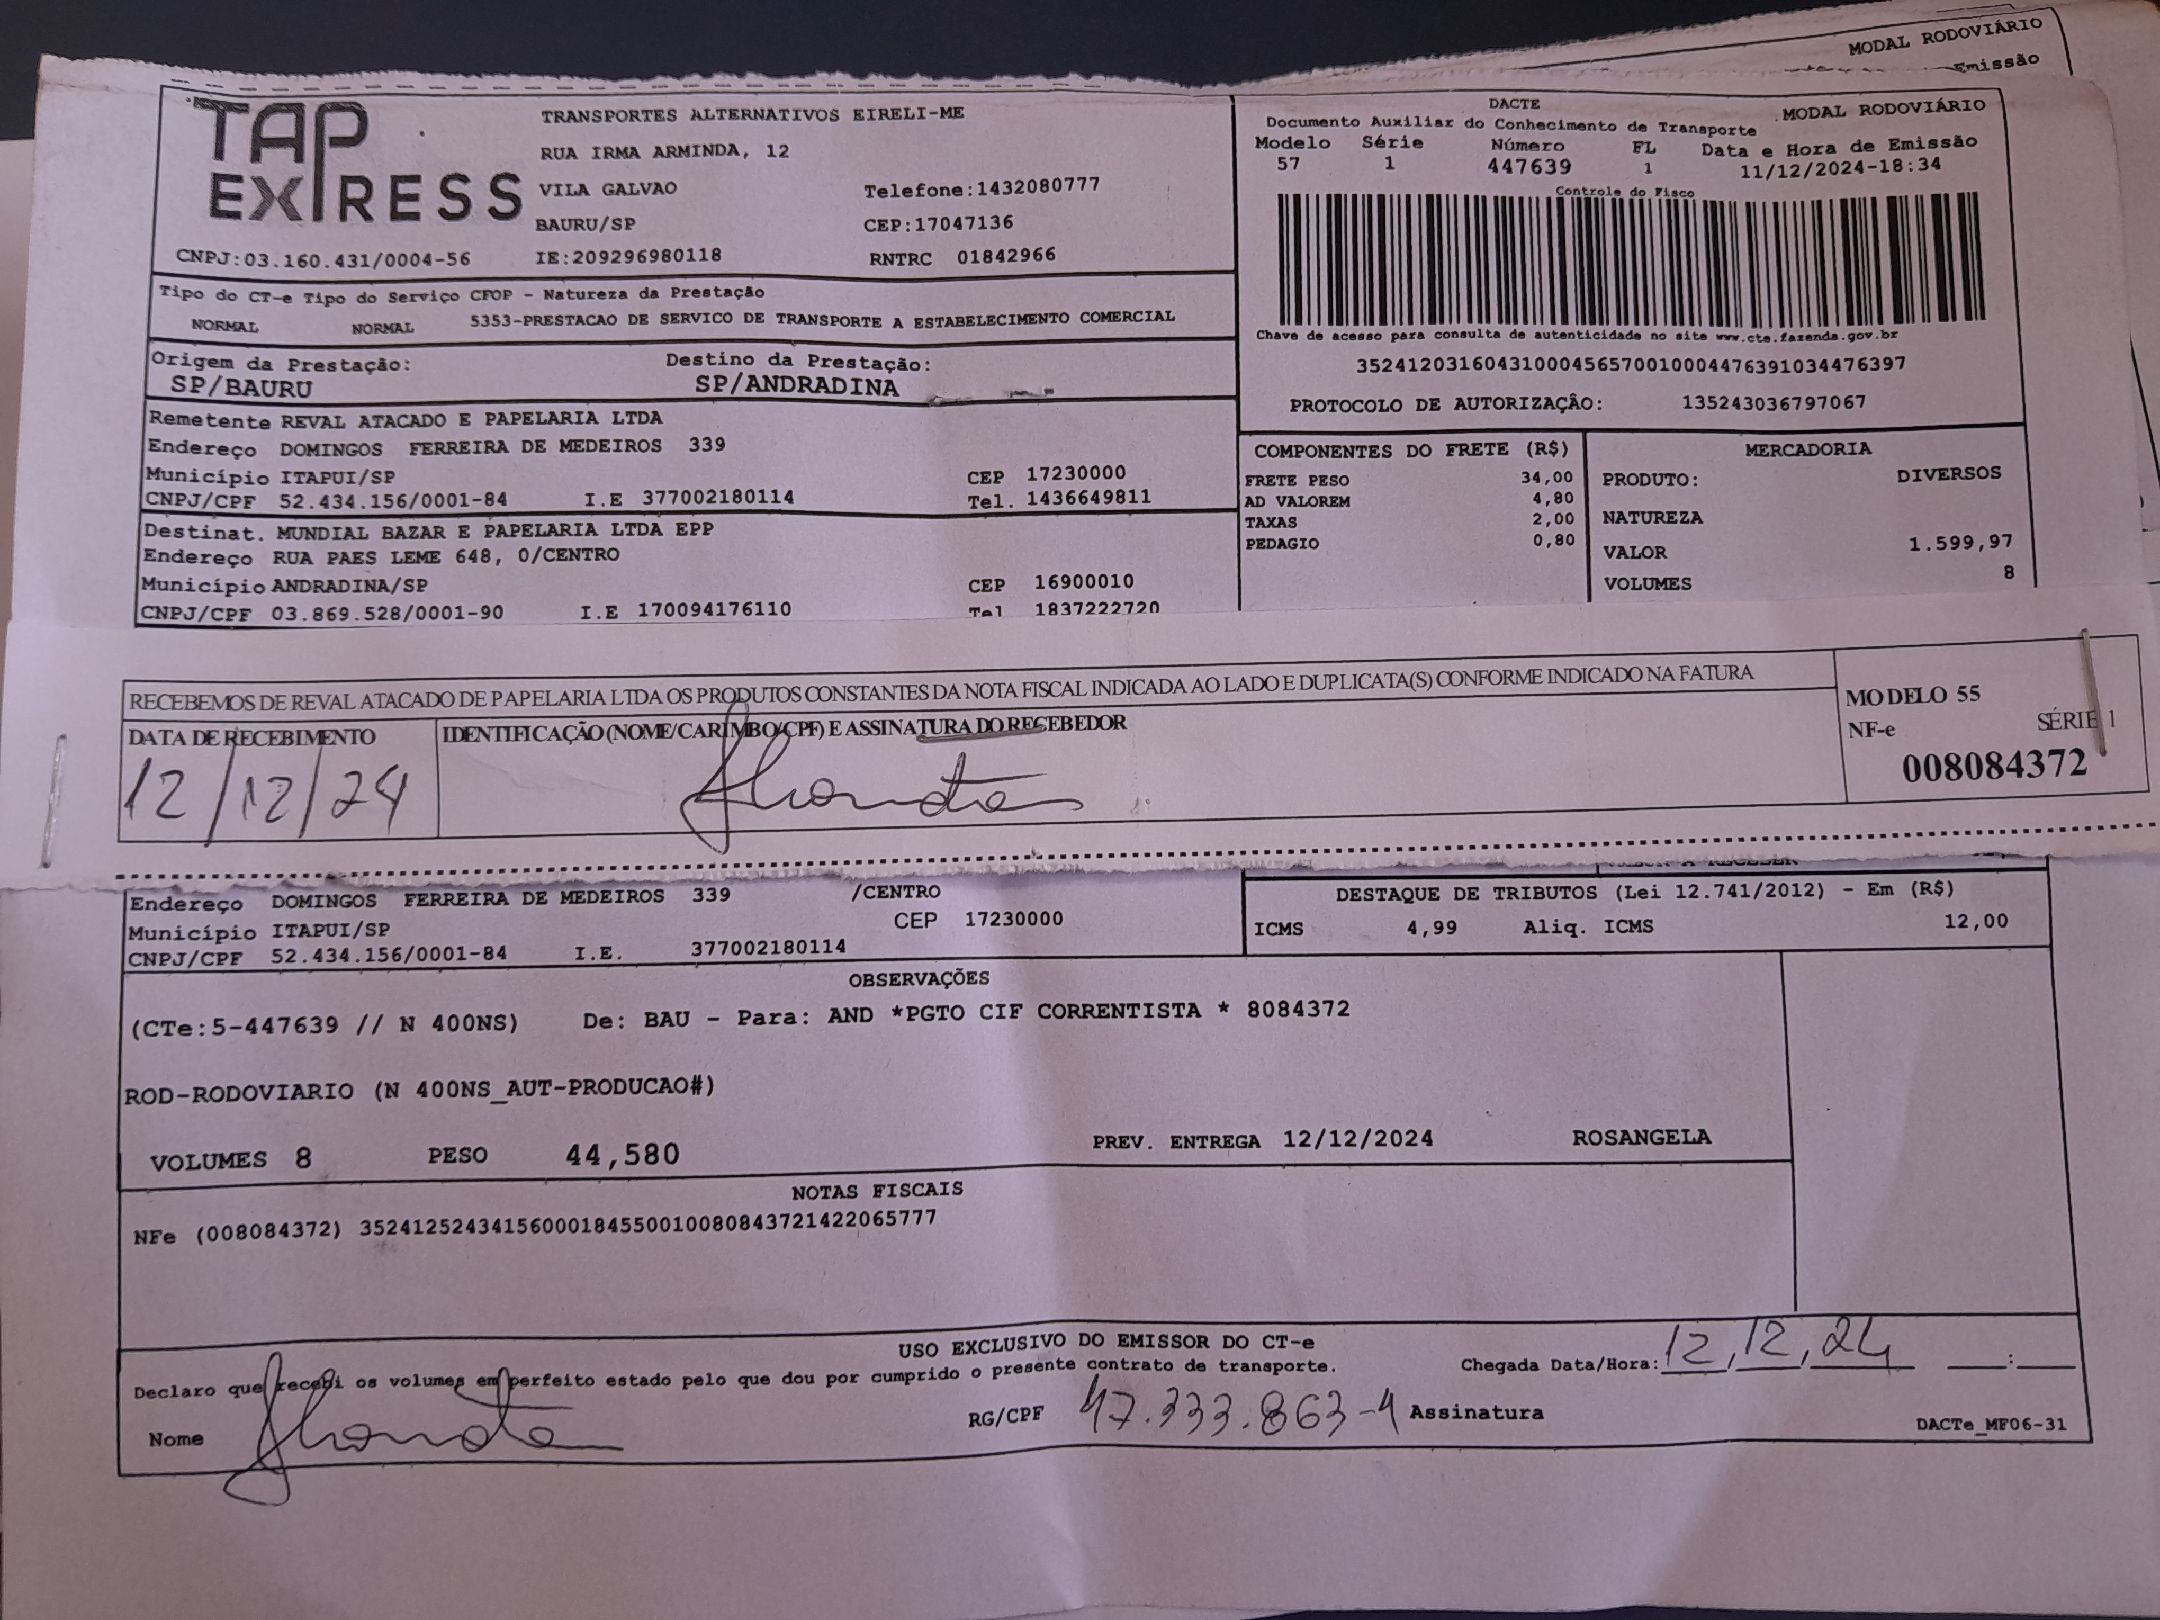 MODAL RODOVIÁRIO
Emissão
TAP EXPRESS
TRANSPORTES ALTERNATIVOS EIRELI-ME
RUA IRMA ARMINDA, 12
VILA GALVAO Telefone:1432080777
BAURU/SP CEP:17047136
CNPJ:03.160.431/0004-56 IE:209296980118 RNTRC 01842966
DACTE MODAL RODOVIÁRIO
Documento Auxiliar do Conhecimento de Transporte
Modelo Série Número FL Data e Hora de Emissão
57 1 447639 1 11/12/2024-18:34
Controle do Fisco
Chave de acesso para consulta de autenticidade no site www.cte.fazenda.gov.br
35241203160431000456570010004476391034476397
PROTOCOLO DE AUTORIZAÇÃO: 135243036797067
Tipo do CT-e Tipo do Serviço CFOP - Natureza da Prestação
NORMAL NORMAL 5353-PRESTACAO DE SERVICO DE TRANSPORTE A ESTABELECIMENTO COMERCIAL
Origem da Prestação: Destino da Prestação:
SP/BAURU SP/ANDRADINA
Remetente REVAL ATACADO E PAPELARIA LTDA
Endereço DOMINGOS FERREIRA DE MEDEIROS 339
Município ITAPUI/SP CEP 17230000
CNPJ/CPF 52.434.156/0001-84 I.E 377002180114 Tel. 1436649811
Destinat. MUNDIAL BAZAR E PAPELARIA LTDA EPP
Endereço RUA PAES LEME 648, 0/CENTRO
Município ANDRADINA/SP CEP 16900010
CNPJ/CPF 03.869.528/0001-90 I.E 170094176110 Tel 1837222720
COMPONENTES DO FRETE (R$)
FRETE PESO 34,00
AD VALOREM 4,80
TAXAS 2,00
PEDAGIO 0,80
MERCADORIA
PRODUTO: DIVERSOS
NATUREZA
VALOR 1.599,97
VOLUMES 8
RECEBEMOS DE REVAL ATACADO DE PAPELARIA LTDA OS PRODUTOS CONSTANTES DA NOTA FISCAL INDICADA AO LADO E DUPLICATA(S) CONFORME INDICADO NA FATURA
DATA DE RECEBIMENTO IDENTIFICAÇÃO (NOME/CARIMBO/CPF) E ASSINATURA DO RECEBEDOR
12/12/24
MODELO 55
NF-e SÉRIE 1
008084372
Endereço DOMINGOS FERREIRA DE MEDEIROS 339 /CENTRO
Município ITAPUI/SP CEP 17230000
CNPJ/CPF 52.434.156/0001-84 I.E. 377002180114
DESTAQUE DE TRIBUTOS (Lei 12.741/2012) - Em (R$)
ICMS 4,99 Aliq. ICMS 12,00
OBSERVAÇÕES
(CTe:5-447639 // N 400NS) De: BAU - Para: AND *PGTO CIF CORRENTISTA * 8084372
ROD-RODOVIARIO (N 400NS_AUT-PRODUCAO#)
VOLUMES 8 PESO 44,580 PREV. ENTREGA 12/12/2024 ROSANGELA
NOTAS FISCAIS
NFe (008084372) 35241252434156000184550010080843721422065777
USO EXCLUSIVO DO EMISSOR DO CT-e
Declaro que recebi os volumes em perfeito estado pelo que dou por cumprido o presente contrato de transporte. Chegada Data/Hora: 12,12,24 :
Nome RG/CPF 47.333.863-4 Assinatura
DACTe_MF06-31